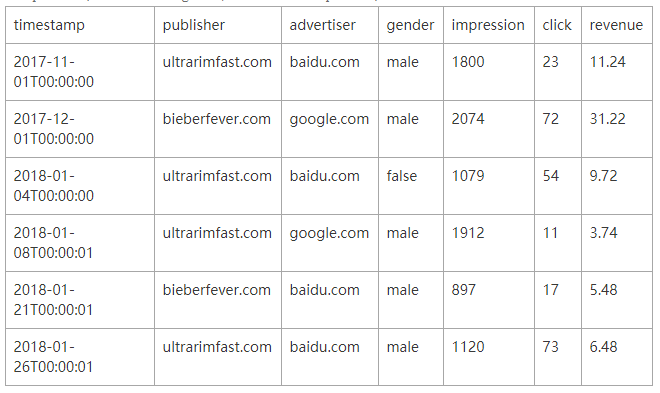 timestamp publisher advertiser gender impression click revenue
2017-11-
01T00:00:00 ultrarimfast.com baidu.com male 1800 23 11.24
2017-12-
01T00:00:00 bieberfever.com google.com male 2074 72 31.22
2018-01-
04T00:00:00 ultrarimfast.com baidu.com false 1079 54 9.72
2018-01-
08T00:00:01 ultrarimfast.com google.com male 1912 11 3.74
2018-01-
21T00:00:01 bieberfever.com baidu.com male 897 17 5.48
2018-01-
26T00:00:01 ultrarimfast.com baidu.com male 1120 73 6.48